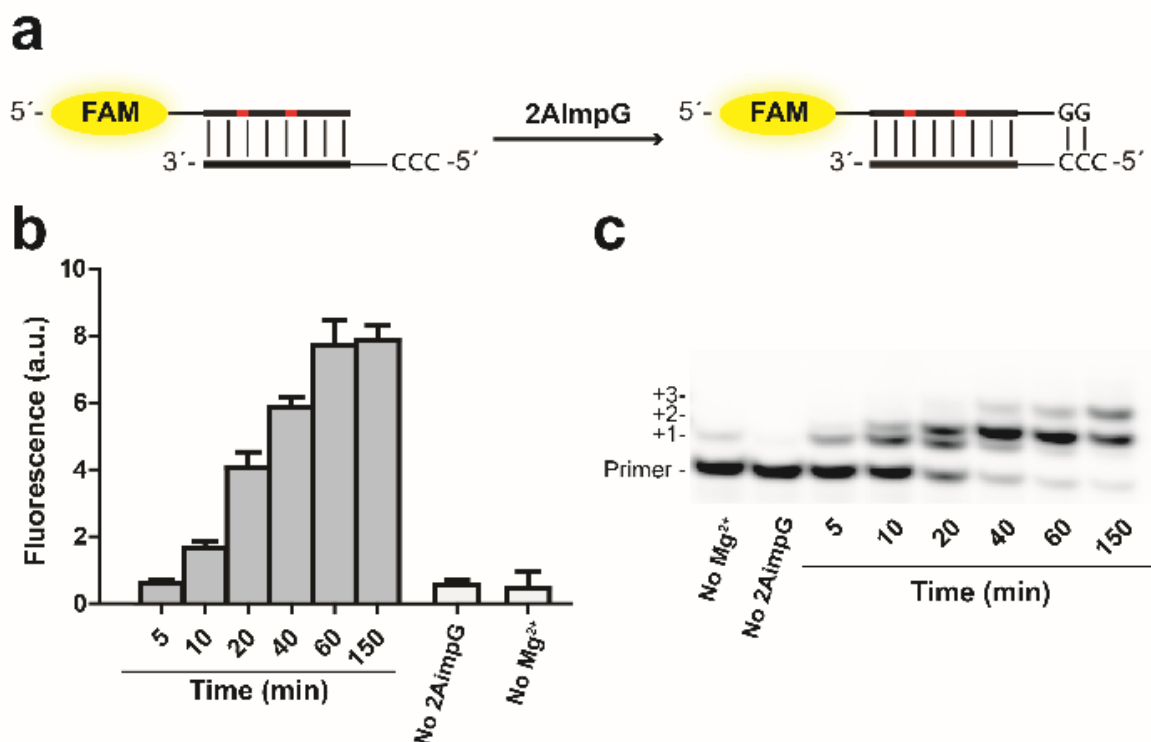 a
5´- FAM 2AImpG 5´- FAM GG
3´- CCC -5´ 3´- CCC -5´
b
c
Fluorescence (a.u.)
10
8
6
4
2
0
5 10 20 40 60 150 No 2AimpG No Mg²⁺
Time (min)
+3-
+2-
+1-
Primer -
No Mg²⁺ No 2AimpG 5 10 20 40 60 150
Time (min)